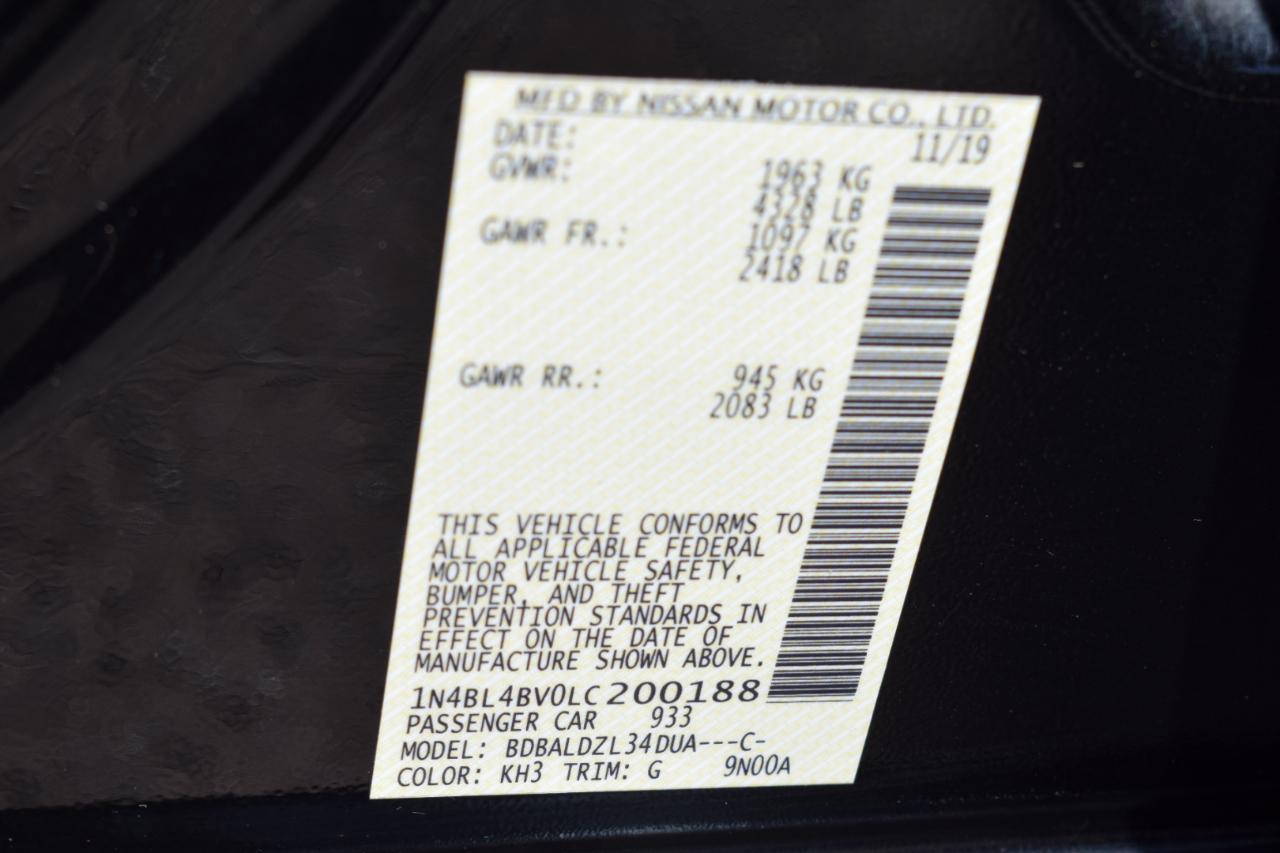 MFD BY NISSAN MOTOR CO., LTD.
DATE: 11/19
GVWR: 1963 KG
4328 LB
GAWR FR.: 1097 KG
2418 LB
GAWR RR.: 945 KG
2083 LB
THIS VEHICLE CONFORMS TO
ALL APPLICABLE FEDERAL
MOTOR VEHICLE SAFETY,
BUMPER, AND THEFT
PREVENTION STANDARDS IN
EFFECT ON THE DATE OF
MANUFACTURE SHOWN ABOVE.
1N4BL4BV0LC200188
PASSENGER CAR 933
MODEL: BDBALDZL34DUA---C-
COLOR: KH3 TRIM: G 9N00A